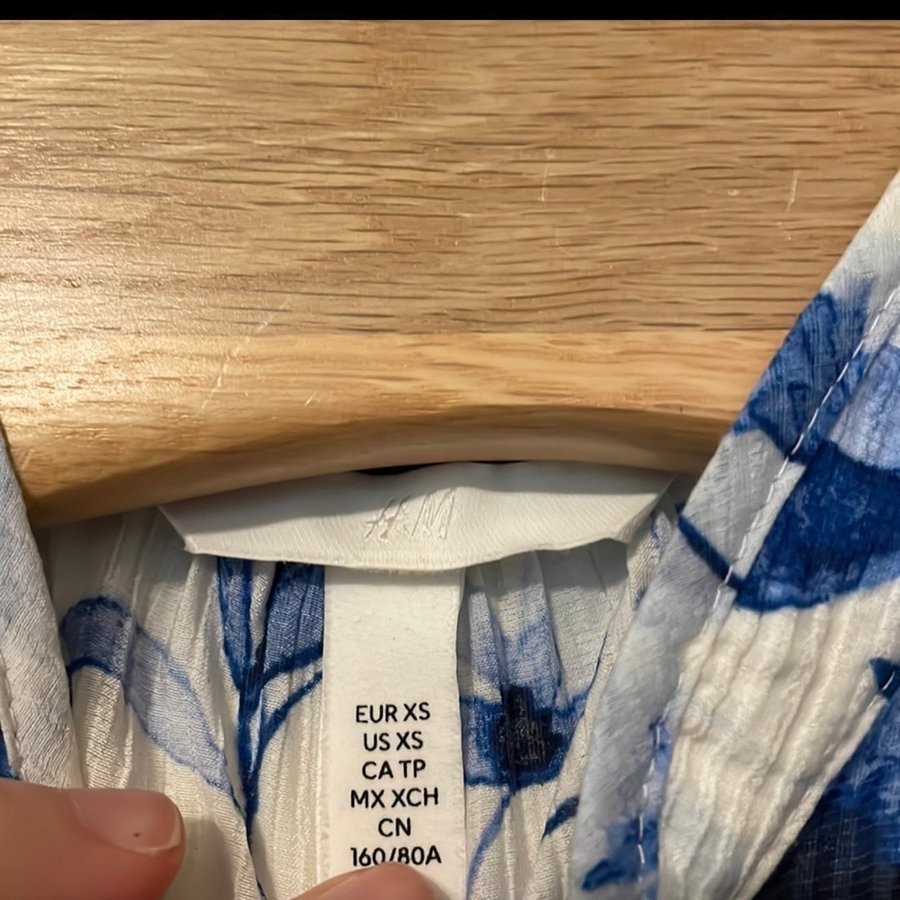 H&M
EUR XS
US XS
CA TP
MX XCH
CN
160/80A